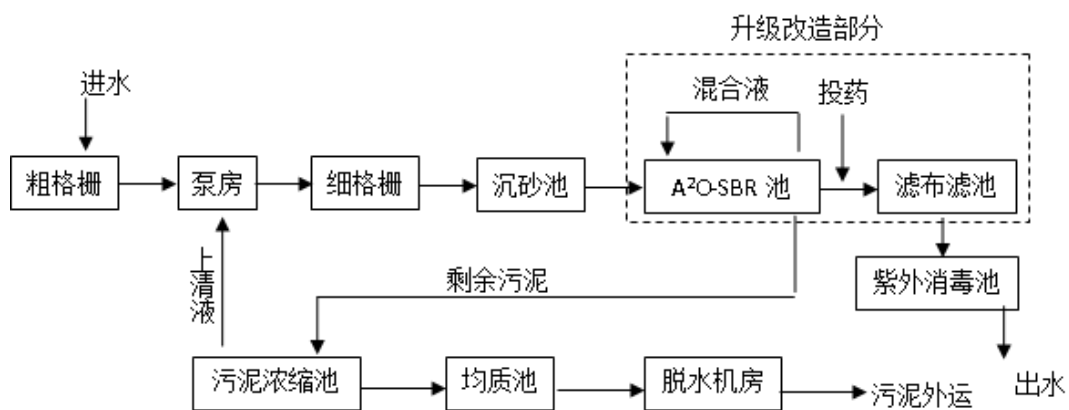 升级改造部分
进水
混合液
投药
粗格栅
泵房
细格栅
沉砂池
A²O-SBR 池
滤布滤池
上清液
剩余污泥
紫外消毒池
污泥浓缩池
均质池
脱水机房
污泥外运
出水